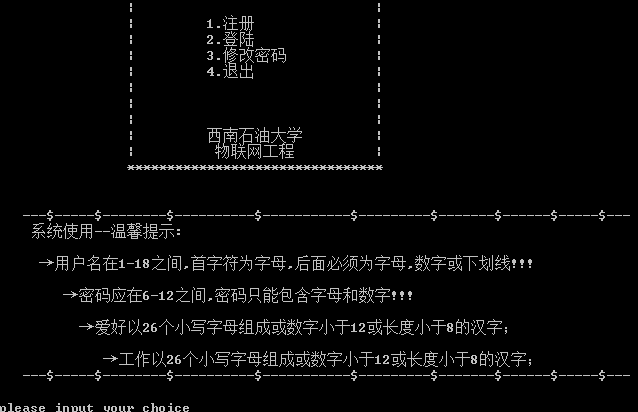 1.注册
2.登陆
3.修改密码
4.退出
西南石油大学
物联网工程
********************************
---$-----$--------$----------$-----------$---------$-------$-------$-----$-----$---
系统使用--温馨提示:
→用户名在1-18之间,首字符为字母,后面必须为字母,数字或下划线!!!
→密码应在6-12之间,密码只能包含字母和数字!!!
→爱好以26个小写字母组成或数字小于12或长度小于8的汉字;
→工作以26个小写字母组成或数字小于12或长度小于8的汉字;
---$-----$--------$----------$-----------$---------$-------$-------$-----$-----$---
please input your choice